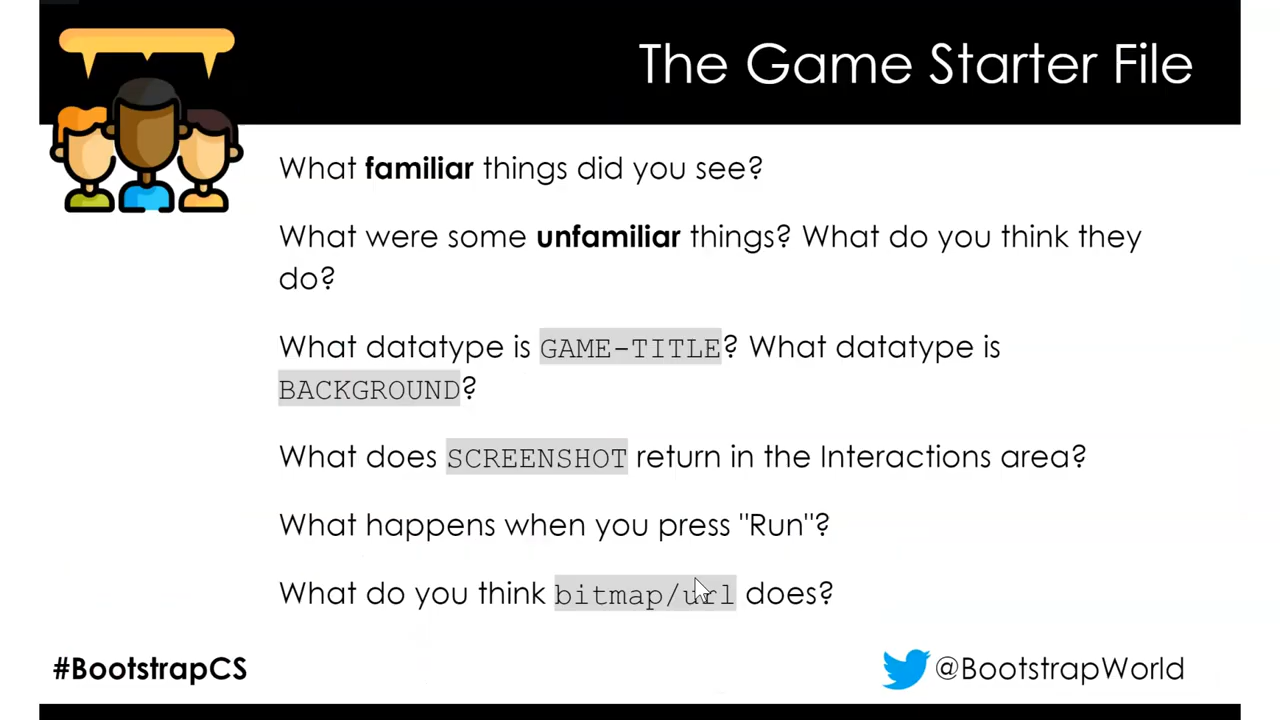 The Game Starter File
What familiar things did you see?
What were some unfamiliar things? What do you think they
do?
What datatype is GAME-TITLE? What datatype is
BACKGROUND?
What does SCREENSHOT return in the Interactions area?
What happens when you press "Run"?
What do you think bitmap/url does?
#BootstrapCS
@BootstrapWorld